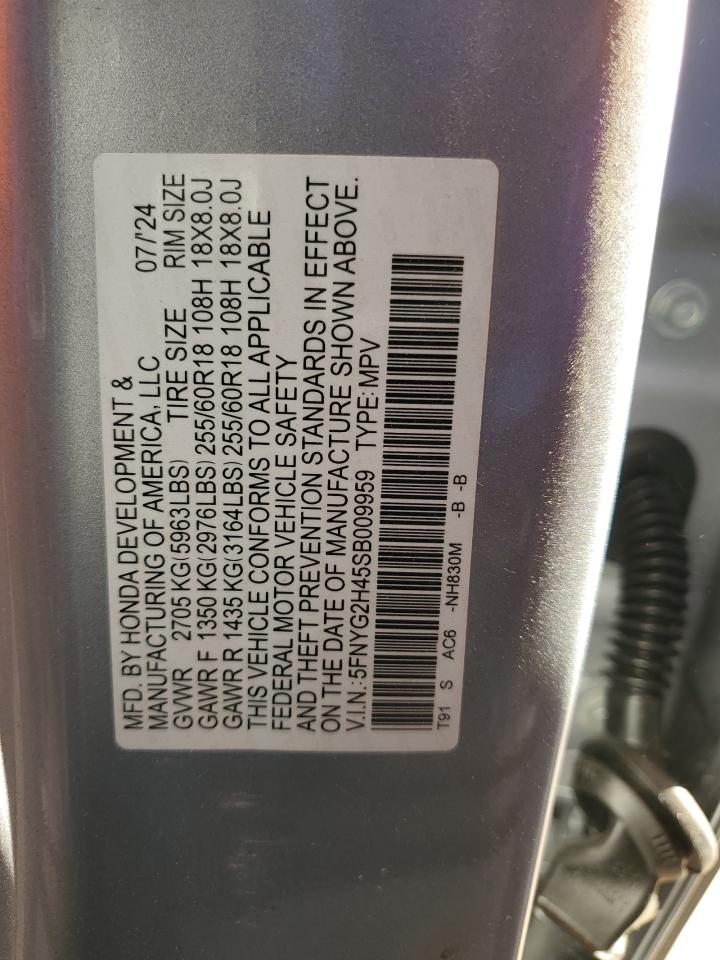 MFD. BY HONDA DEVELOPMENT &
MANUFACTURING OF AMERICA, LLC 07/'24
GVWR 2705 KG(5963LBS) TIRE SIZE RIM SIZE
GAWR F 1350 KG(2976LBS) 255/60R18 108H 18X8.0J
GAWR R 1435 KG(3164LBS) 255/60R18 108H 18X8.0J
THIS VEHICLE CONFORMS TO ALL APPLICABLE
FEDERAL MOTOR VEHICLE SAFETY
AND THEFT PREVENTION STANDARDS IN EFFECT
ON THE DATE OF MANUFACTURE SHOWN ABOVE.
V.I.N.:5FNYG2H45SB009959 TYPE:MPV
T91 S AC6 -NH830M -B -B